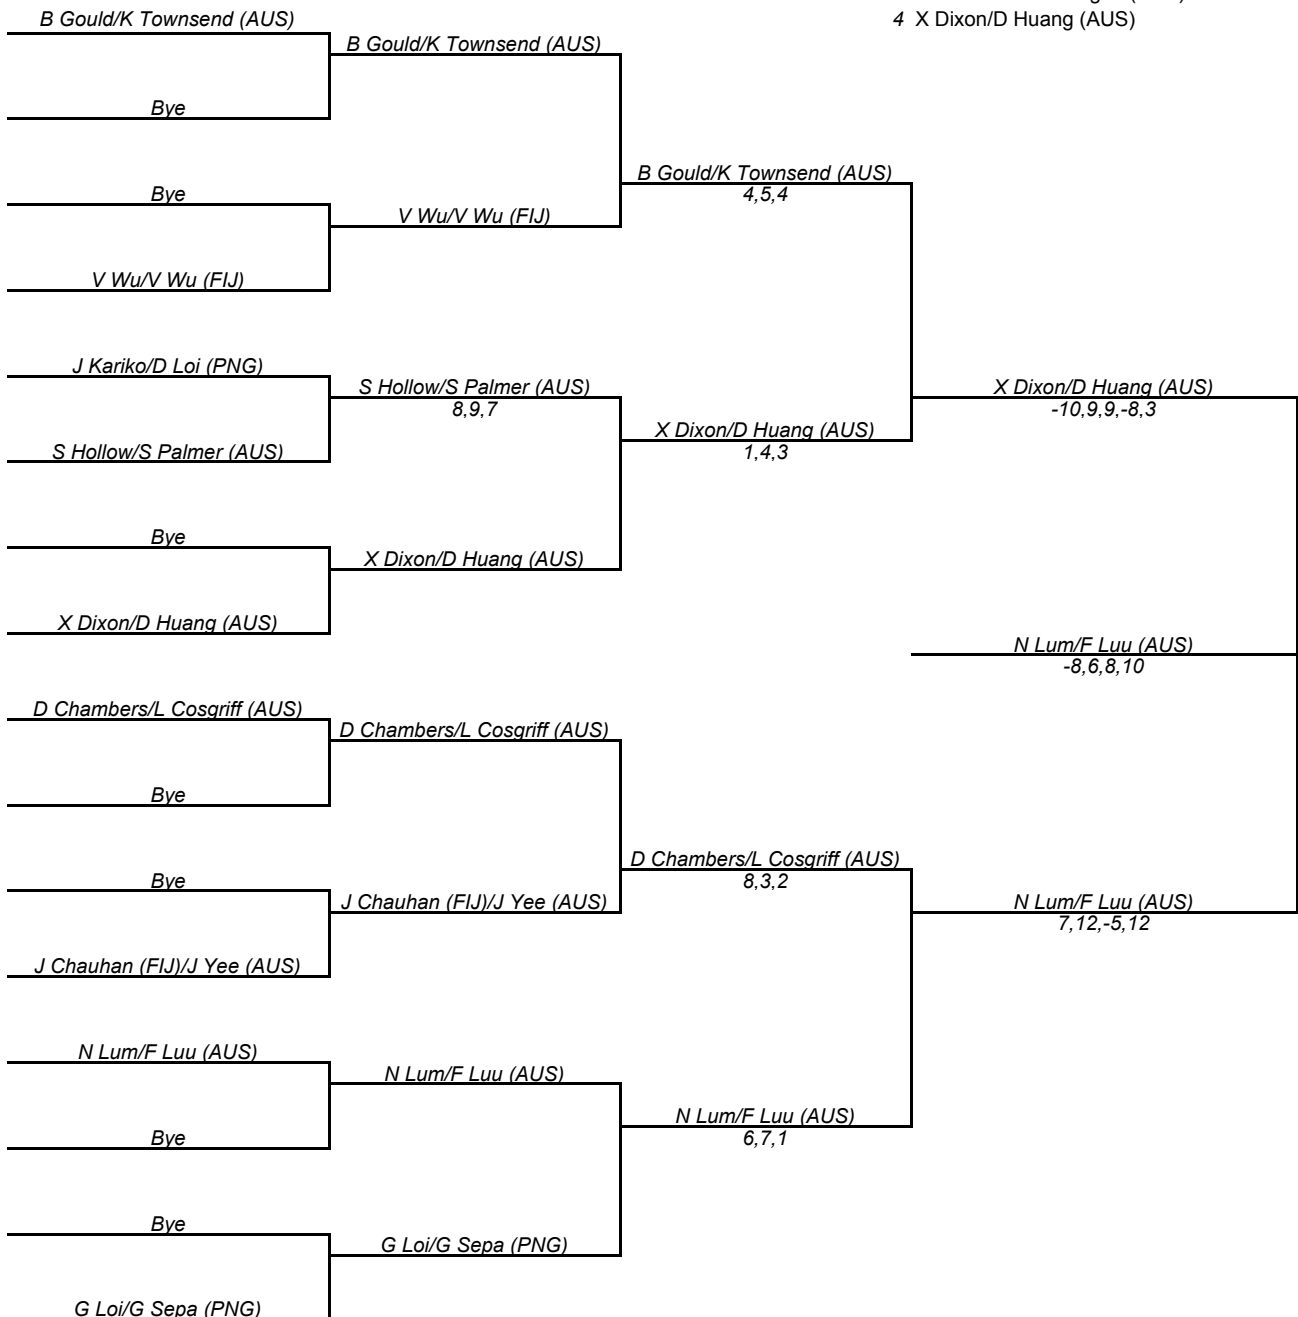 4 X Dixon/D Huang (AUS)
B Gould/K Townsend (AUS)
B Gould/K Townsend (AUS)
Bye
B Gould/K Townsend (AUS)
4,5,4
Bye
V Wu/V Wu (FIJ)
V Wu/V Wu (FIJ)
J Kariko/D Loi (PNG)
S Hollow/S Palmer (AUS)
8,9,7
X Dixon/D Huang (AUS)
-10,9,9,-8,3
X Dixon/D Huang (AUS)
1,4,3
S Hollow/S Palmer (AUS)
Bye
X Dixon/D Huang (AUS)
X Dixon/D Huang (AUS)
N Lum/F Luu (AUS)
-8,6,8,10
D Chambers/L Cosgriff (AUS)
D Chambers/L Cosgriff (AUS)
Bye
D Chambers/L Cosgriff (AUS)
8,3,2
Bye
J Chauhan (FIJ)/J Yee (AUS)
N Lum/F Luu (AUS)
7,12,-5,12
J Chauhan (FIJ)/J Yee (AUS)
N Lum/F Luu (AUS)
N Lum/F Luu (AUS)
N Lum/F Luu (AUS)
6,7,1
Bye
Bye
G Loi/G Sepa (PNG)
G Loi/G Sepa (PNG)